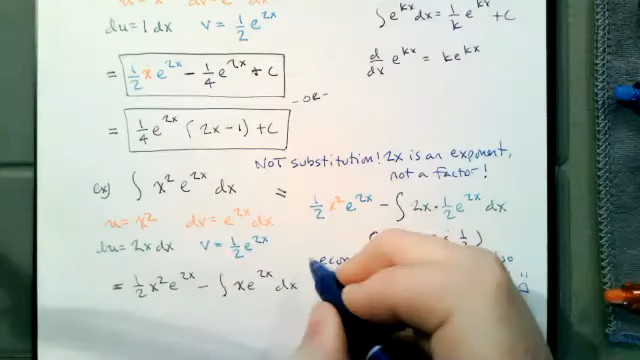 u = x dv = e^{2x} dx
du = 1 dx v = ½e^{2x}
= ½xe^{2x} − ¼e^{2x} + C
-or-
= ¼e^{2x} (2x−1) + C
∫e^{kx}dx = 1/k e^{kx} + C
d/dx e^{kx} = ke^{kx}
NOT substitution! 2x is an exponent,
not a factor!
ex) ∫ x² e^{2x} dx = ½x²e^{2x} − ∫ 2x·½e^{2x} dx
u = x² dv = e^{2x} dx
du = 2x dx v = ½e^{2x}
= ½x²e^{2x} − ∫ xe^{2x} dx